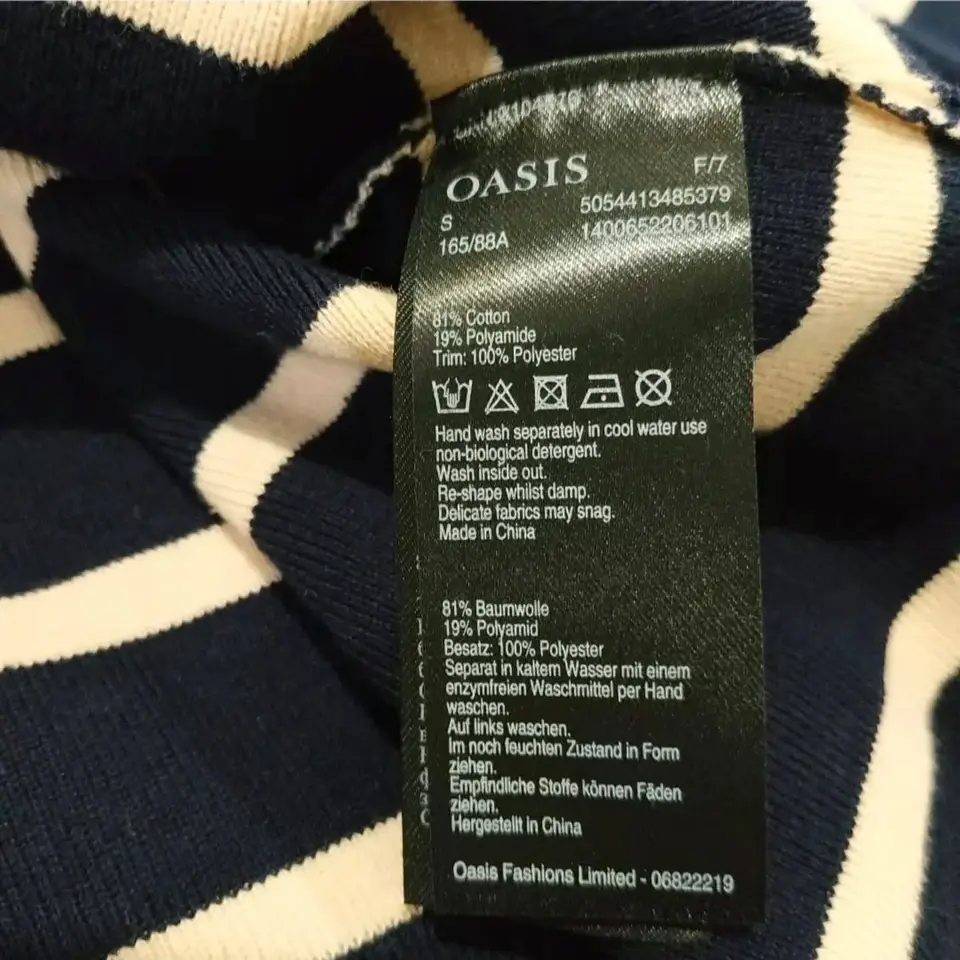 OASIS
F/7
S
5054413485379
165/88A
1400652206101
81% Cotton
19% Polyamide
Trim: 100% Polyester
Hand wash separately in cool water use
non-biological detergent.
Wash inside out.
Re-shape whilst damp.
Delicate fabrics may snag.
Made in China
81% Baumwolle
19% Polyamid
Besatz: 100% Polyester
Separat in kaltem Wasser mit einem
enzymfreien Waschmittel per Hand
waschen.
Auf links waschen.
Im noch feuchten Zustand in Form
ziehen.
Empfindliche Stoffe können Fäden
ziehen.
Hergestellt in China
Oasis Fashions Limited - 06822219